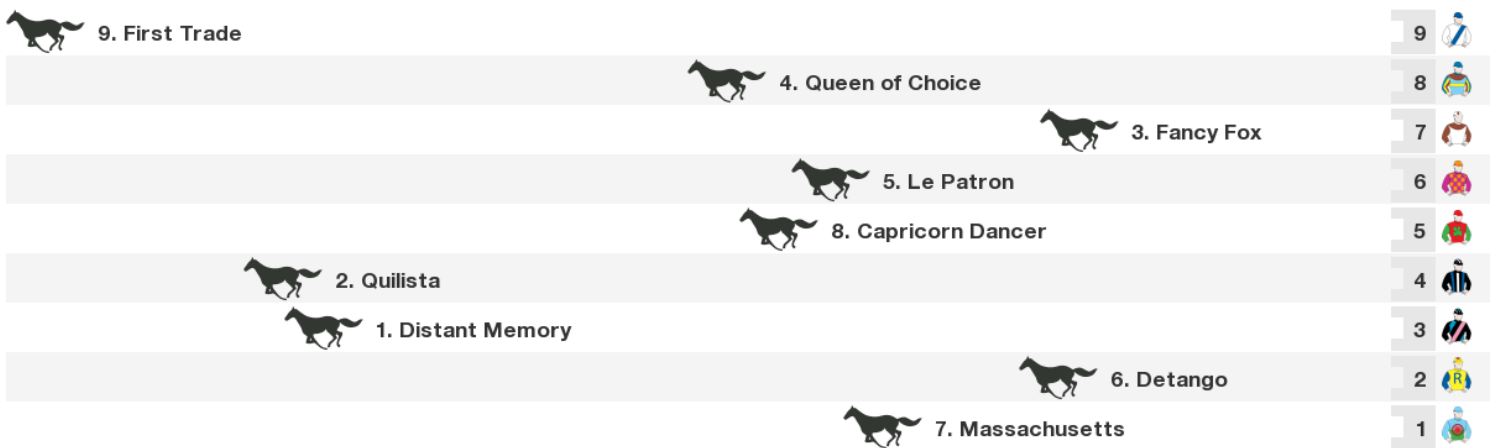 9. First Trade 9
4. Queen of Choice 8
3. Fancy Fox 7
5. Le Patron 6
8. Capricorn Dancer 5
2. Quilista 4
1. Distant Memory 3
6. Detango 2 R
7. Massachusetts 1